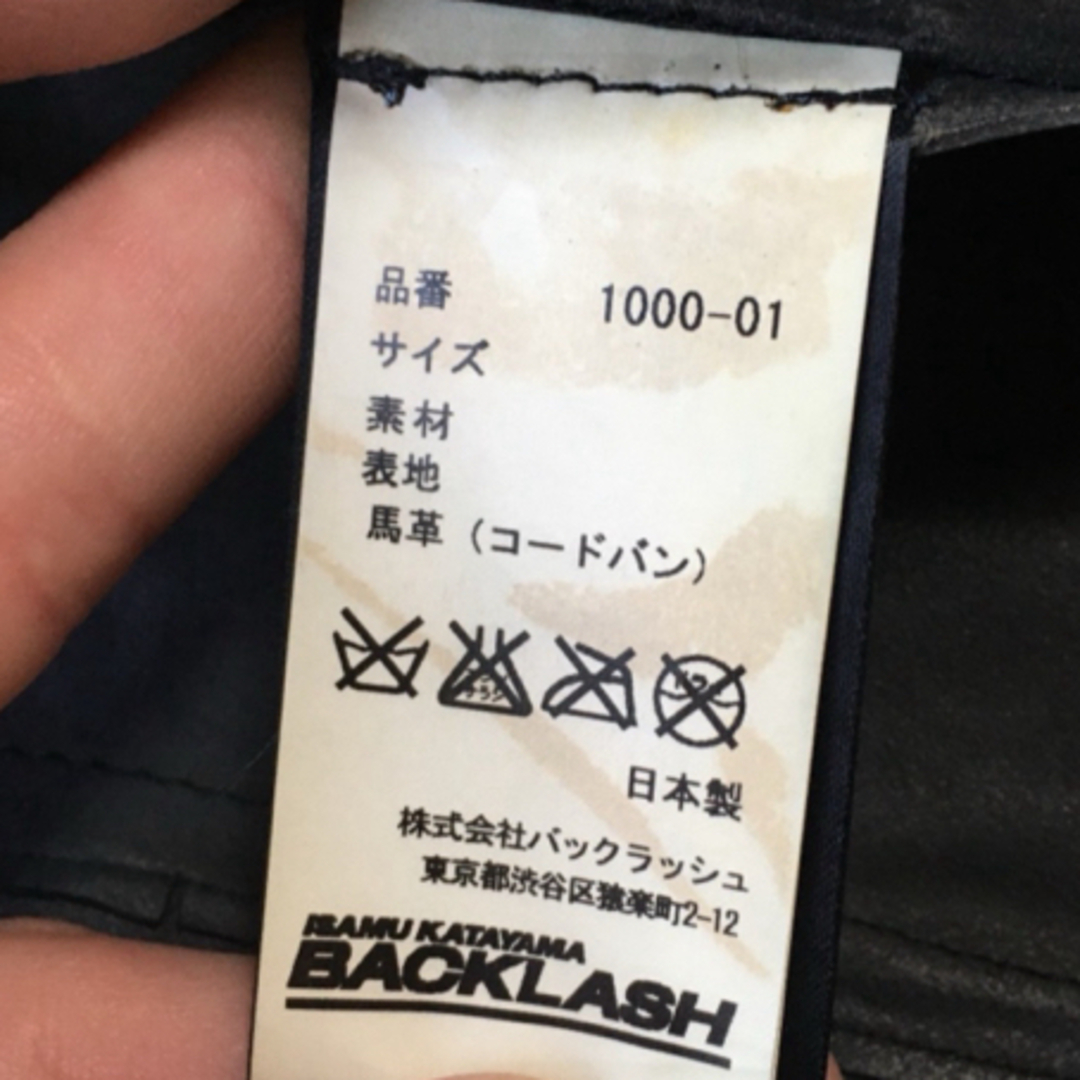 品番 1000-01
サイズ
素材
表地
馬革 (コードバン)
日本製
株式会社バックラッシュ
東京都渋谷区猿楽町2-12
ISAMU KATAYAMA
BACKLASH